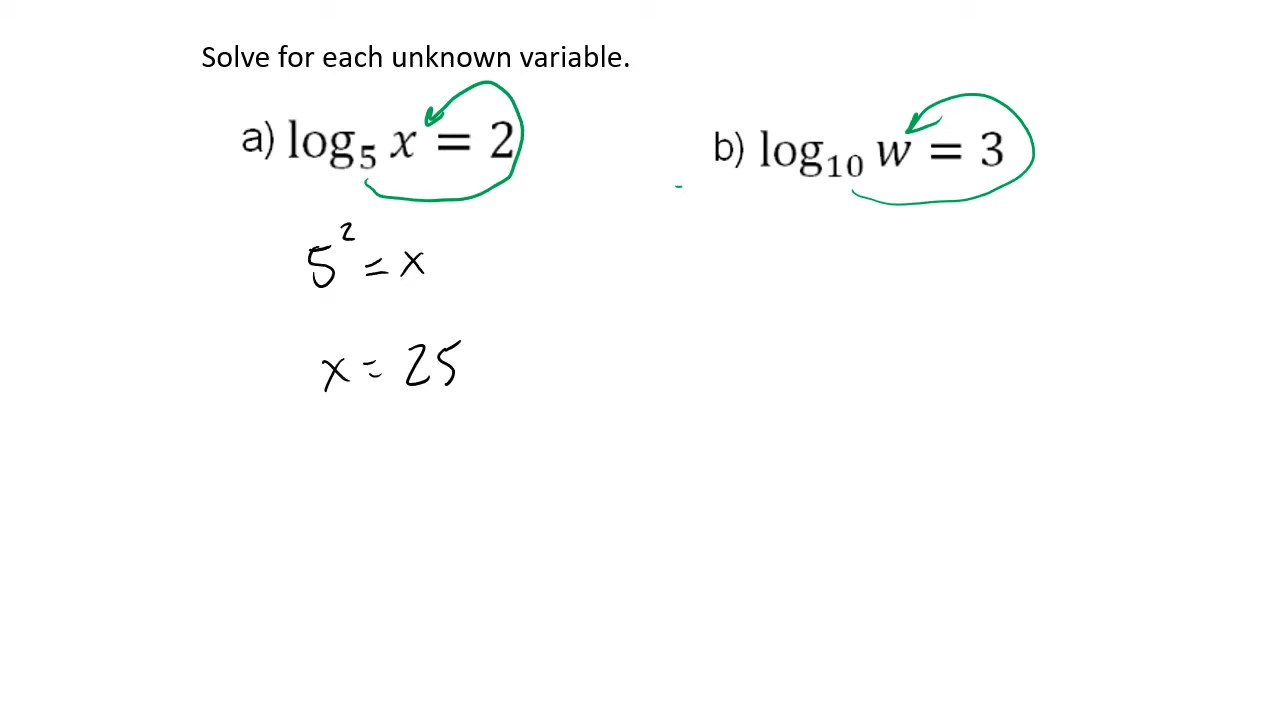 Solve for each unknown variable.
a) log₅ x = 2
b) log₁₀ w = 3
5² = x
x = 25